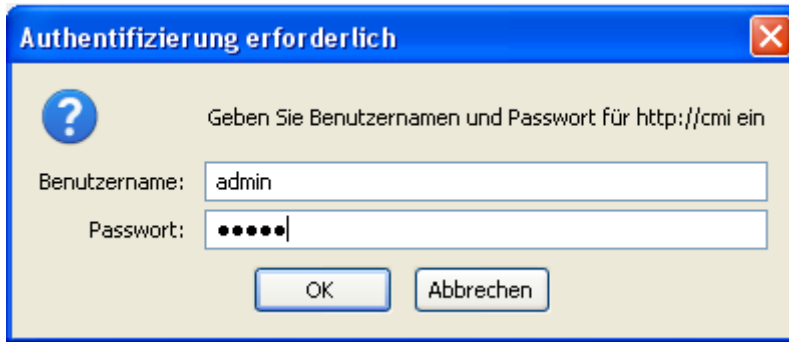 Authentifizierung erforderlich
Geben Sie Benutzernamen und Passwort für http://cmi ein
Benutzername: admin
Passwort: •••••
OK Abbrechen